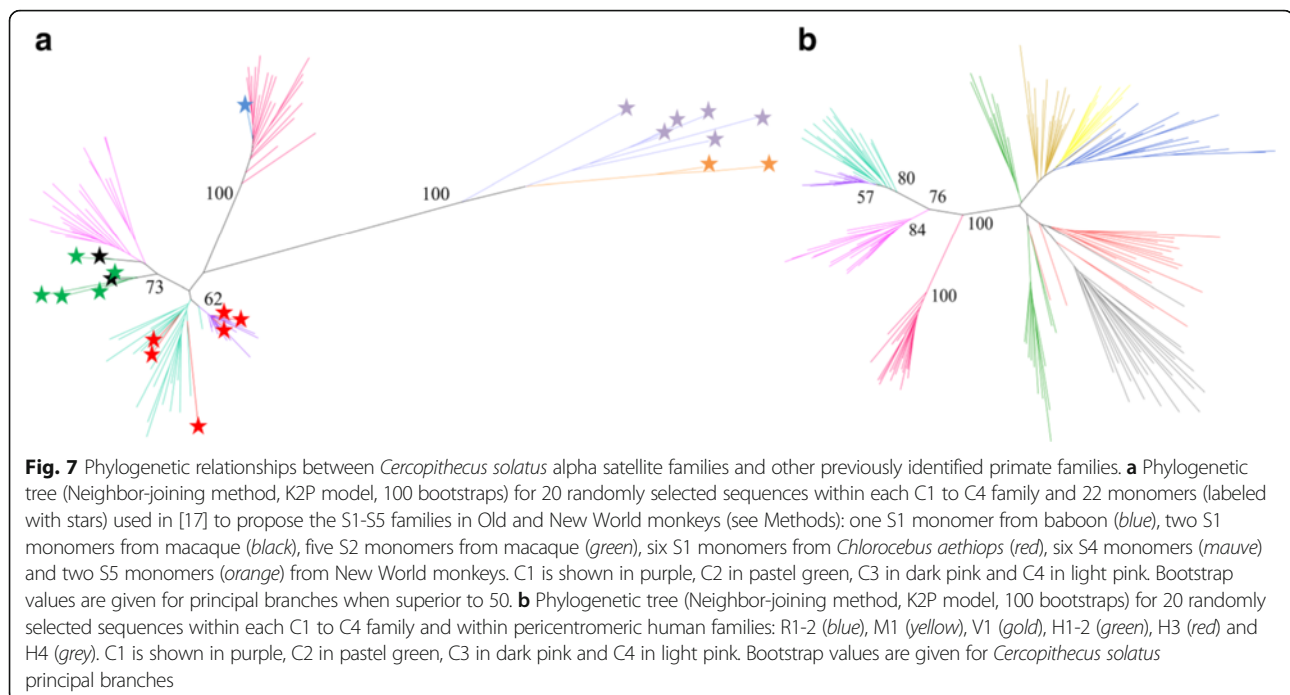 a
b
100
100
73
62
80
57
76
84
100
100
Fig. 7 Phylogenetic relationships between Cercopithecus solatus alpha satellite families and other previously identified primate families. a Phylogenetic
tree (Neighbor-joining method, K2P model, 100 bootstraps) for 20 randomly selected sequences within each C1 to C4 family and 22 monomers (labeled
with stars) used in [17] to propose the S1-S5 families in Old and New World monkeys (see Methods): one S1 monomer from baboon (blue), two S1
monomers from macaque (black), five S2 monomers from macaque (green), six S1 monomers from Chlorocebus aethiops (red), six S4 monomers (mauve)
and two S5 monomers (orange) from New World monkeys. C1 is shown in purple, C2 in pastel green, C3 in dark pink and C4 in light pink. Bootstrap
values are given for principal branches when superior to 50. b Phylogenetic tree (Neighbor-joining method, K2P model, 100 bootstraps) for 20 randomly
selected sequences within each C1 to C4 family and within pericentromeric human families: R1-2 (blue), M1 (yellow), V1 (gold), H1-2 (green), H3 (red) and
H4 (grey). C1 is shown in purple, C2 in pastel green, C3 in dark pink and C4 in light pink. Bootstrap values are given for Cercopithecus solatus
principal branches